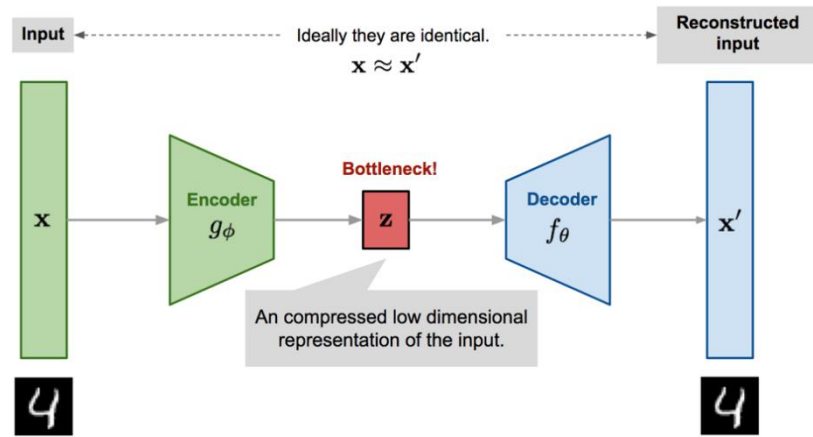 Input
Ideally they are identical.
x ≈ x′
Reconstructed
input
x
Encoder
gϕ
Bottleneck!
z
Decoder
fθ
x′
An compressed low dimensional
representation of the input.
4
4